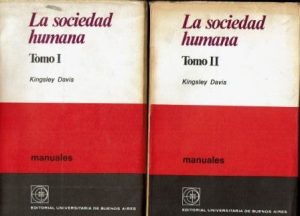 La sociedad
humana
Tomo I
Kingsley Davis
manuales
EDITORIAL UNIVERSITARIA DE BUENOS AIRES
La sociedad
humana
Tomo II
Kingsley Davis
manuales
EDITORIAL UNIVERSITARIA DE BUENOS AIRES